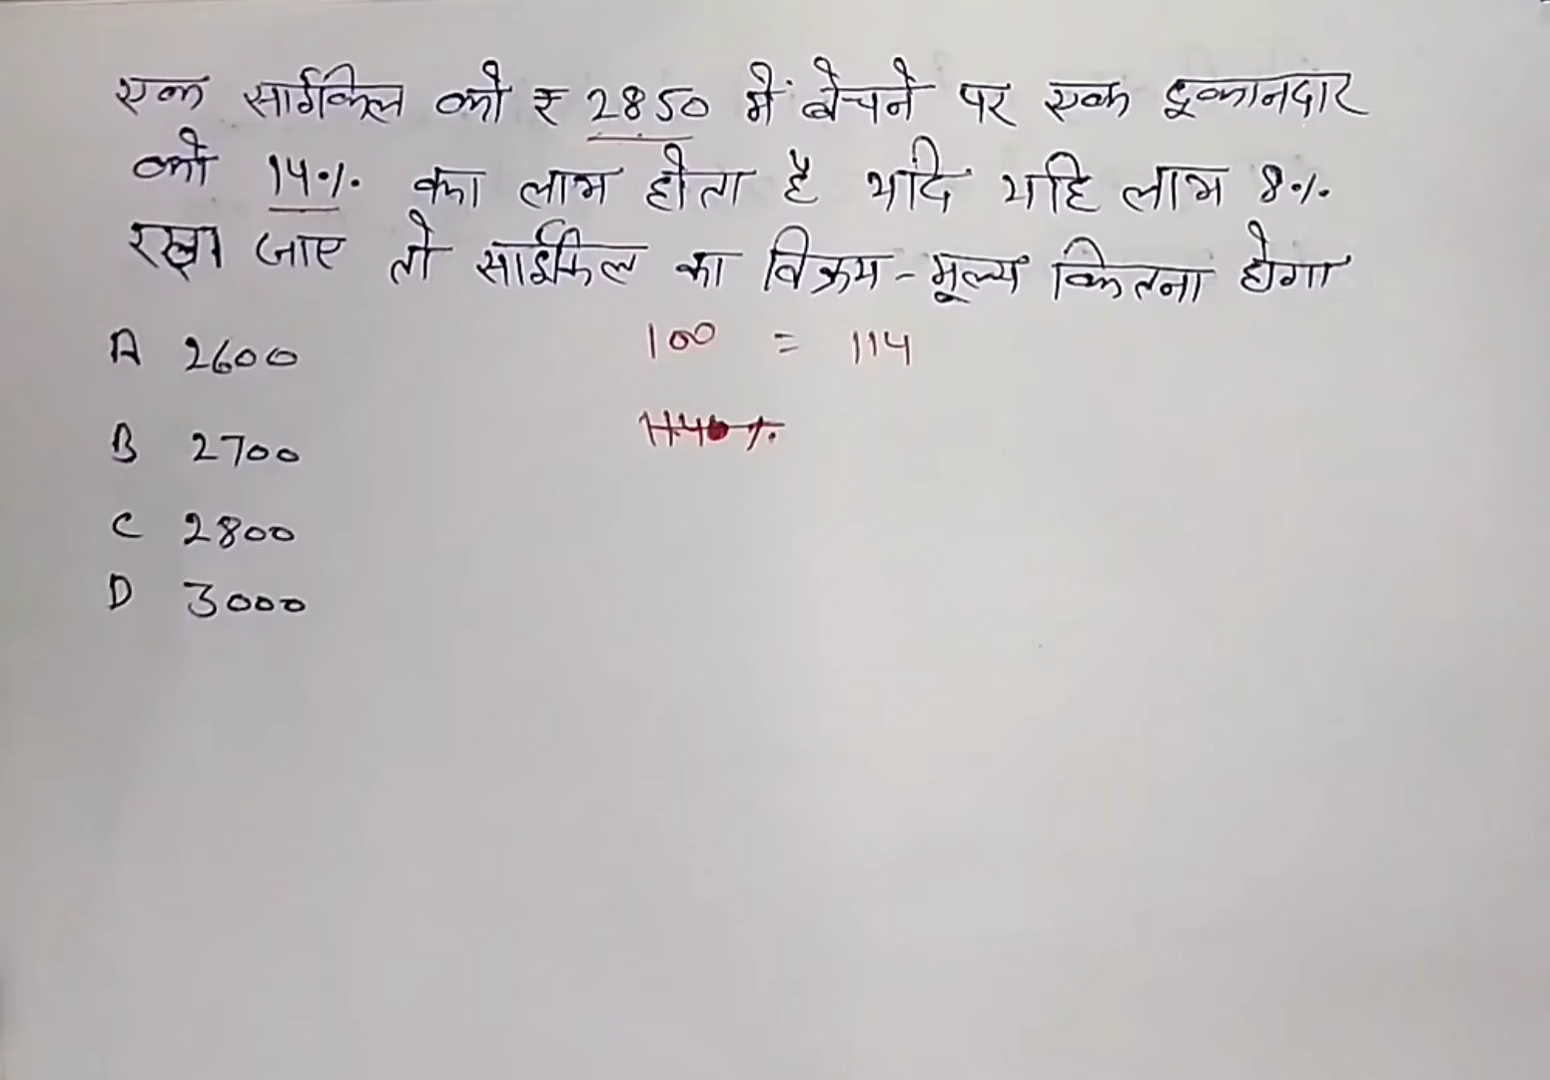 एक साईकिल को ₹ 2850 में बेचने पर एक दूकानदार
को 14% का लाभ होता है यदि यहि लाभ 8%
रखा जाए तो साईकिल का विक्रय-मूल्य कितना होगा
A 2600
100 = 114
B 2700
C 2800
D 3000